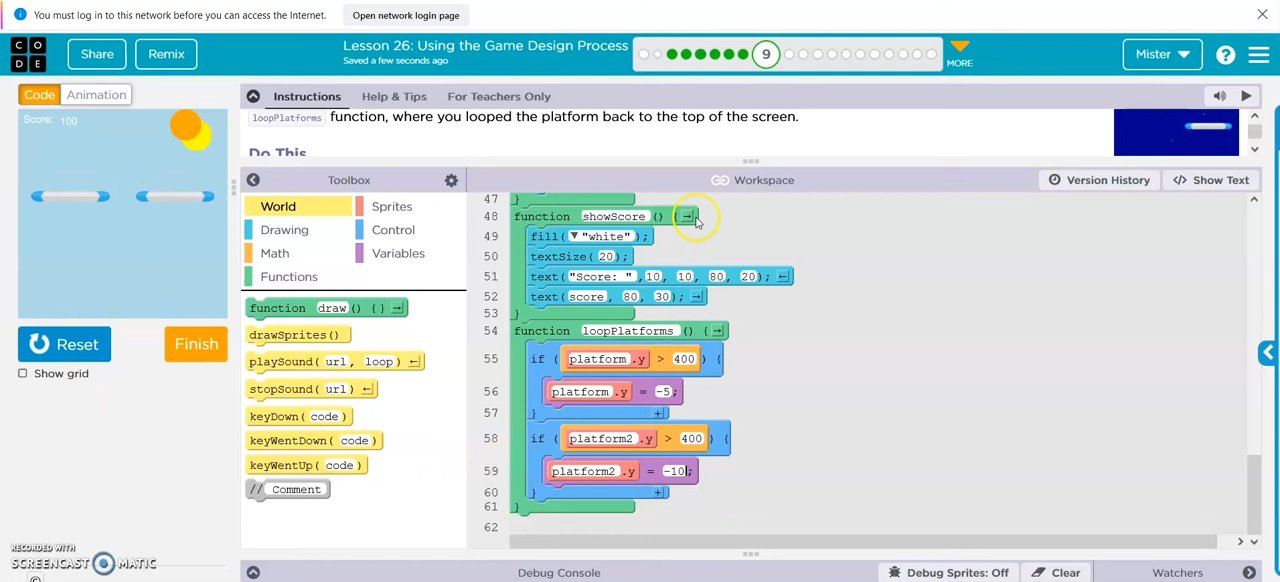 You must log in to this network before you can access the Internet. Open network login page
C O D E Share Remix Lesson 26: Using the Game Design Process
Saved a few seconds ago
9 MORE Mister ?
Code Animation
Score: 100
Reset Finish
Show grid
Instructions Help & Tips For Teachers Only
loopPlatforms function, where you looped the platform back to the top of the screen.
Do This
Toolbox
Workspace Version History </> Show Text
World Sprites
Drawing Control
Math Variables
Functions
function draw() { }
drawSprites()
playSound( url, loop)
stopSound( url)
keyDown( code)
keyWentDown( code)
keyWentUp( code)
// Comment
47 }
48 function showScore () {
49 fill( "white");
50 textSize( 20);
51 text( "Score: " ,10, 10, 80, 20);
52 text( score, 80, 30);
53 }
54 function loopPlatforms () {
55 if ( platform .y > 400 ) {
56 platform .y = -5;
57 }
58 if ( platform2 .y > 400 ) {
59 platform2 .y = -10;
60 }
61 }
62
Debug Console Debug Sprites: Off Clear Watchers
RECORDED WITH
SCREENCAST MATIC